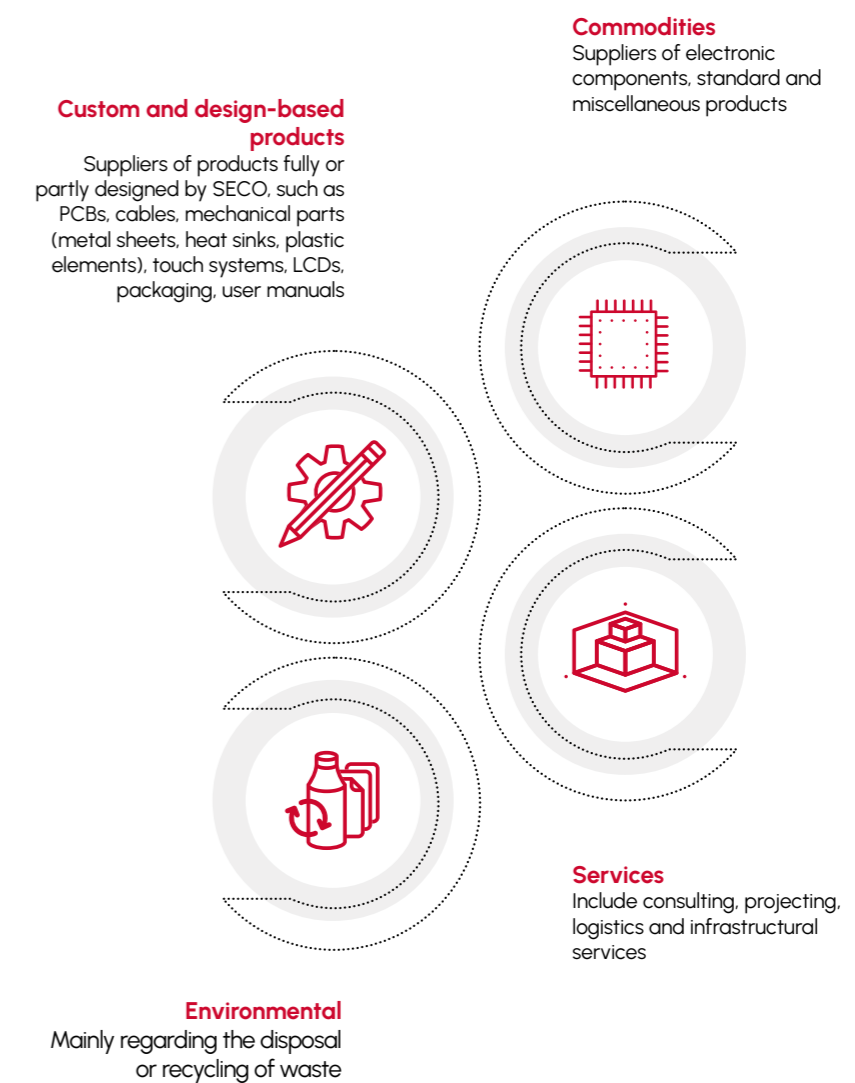 Commodities
Suppliers of electronic
components, standard and
miscellaneous products
Custom and design-based
products
Suppliers of products fully or
partly designed by SECO, such as
PCBs, cables, mechanical parts
(metal sheets, heat sinks, plastic
elements), touch systems, LCDs,
packaging, user manuals
Services
Include consulting, projecting,
logistics and infrastructural
services
Environmental
Mainly regarding the disposal
or recycling of waste